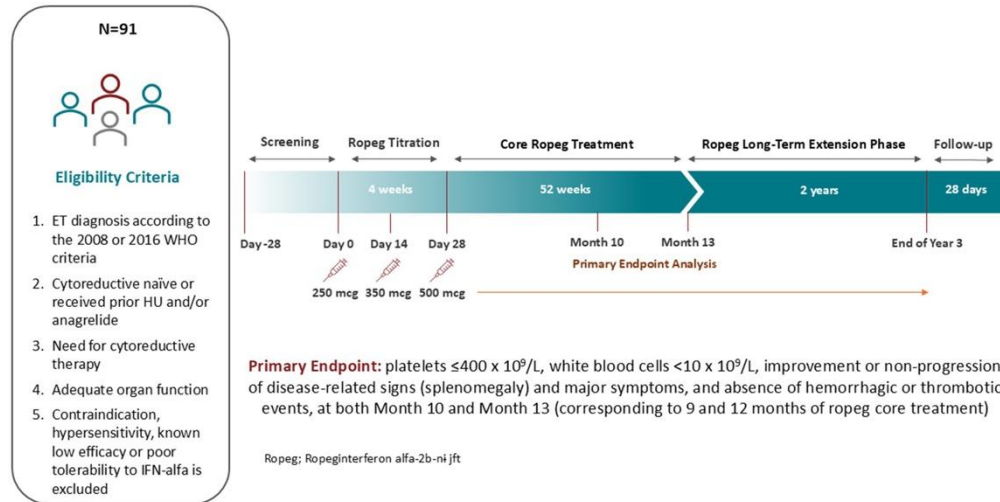 N=91
Eligibility Criteria
1. ET diagnosis according to
the 2008 or 2016 WHO
criteria
2. Cytoreductive naïve or
received prior HU and/or
anagrelide
3. Need for cytoreductive
therapy
4. Adequate organ function
5. Contraindication,
hypersensitivity, known
low efficacy or poor
tolerability to IFN-alfa is
excluded
Screening Ropeg Titration Core Ropeg Treatment Ropeg Long-Term Extension Phase Follow-up
4 weeks 52 weeks 2 years 28 days
Day -28 Day 0 Day 14 Day 28 Month 10 Month 13 End of Year 3
Primary Endpoint Analysis
250 mcg 350 mcg 500 mcg
Primary Endpoint: platelets ≤400 x 10⁹/L, white blood cells <10 x 10⁹/L, improvement or non-progression
of disease-related signs (splenomegaly) and major symptoms, and absence of hemorrhagic or thrombotic
events, at both Month 10 and Month 13 (corresponding to 9 and 12 months of ropeg core treatment)
Ropeg; Ropeginterferon alfa-2b-n jft